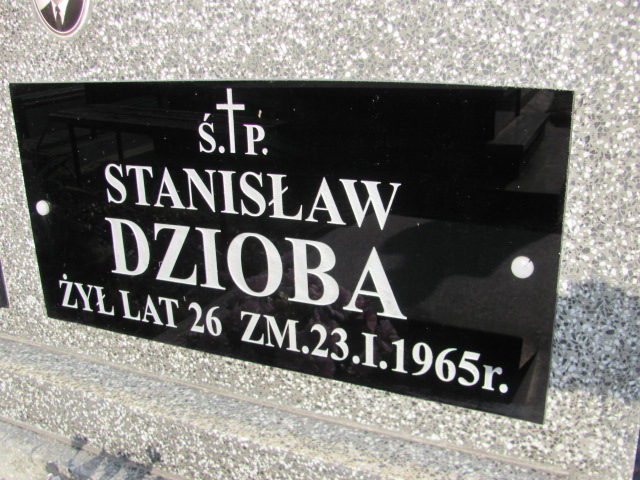 Ś.†P.
STANISŁAW
DZIOBA
ŻYŁ LAT 26 ZM.23.I.1965r.